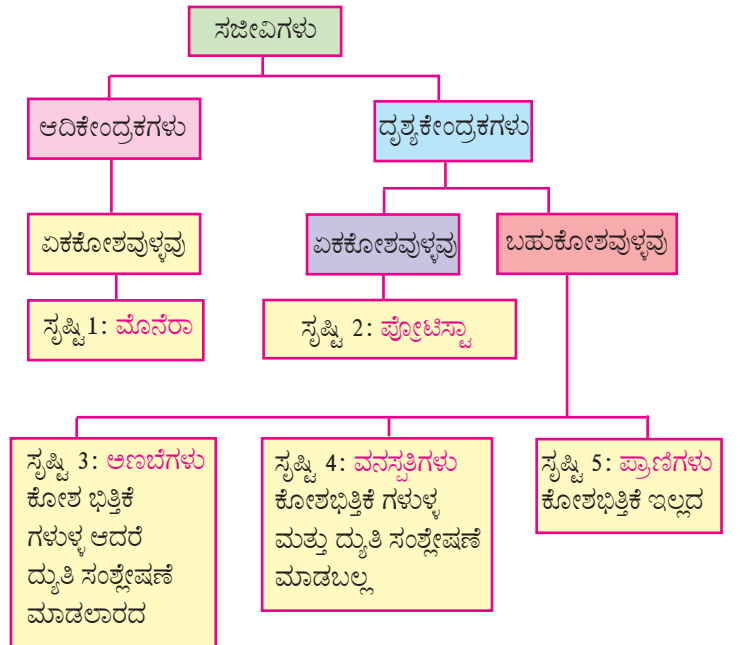 ಸಜೀವಿಗಳು
ಆದಿಕೇಂದ್ರಕಗಳು
ದೃಶ್ಯಕೇಂದ್ರಕಗಳು
ಏಕಕೋಶವುಳ್ಳವು
ಏಕಕೋಶವುಳ್ಳವು
ಬಹುಕೋಶವುಳ್ಳವು
ಸೃಷ್ಟಿ1: ಮೊನೆರಾ
ಸೃಷ್ಟಿ 2: ಪ್ರೋಟಿಸ್ಟಾ
ಸೃಷ್ಟಿ 3: ಅಣಬೆಗಳು
ಕೋಶ ಭಿತ್ತಿಕೆ
ಗಳುಳ್ಳ ಆದರೆ
ದ್ಯುತಿ ಸಂಶ್ಲೇಷಣೆ
ಮಾಡಲಾರದ
ಸೃಷ್ಟಿ 4: ವನಸ್ಪತಿಗಳು
ಕೋಶಭಿತ್ತಿಕೆ ಗಳುಳ್ಳ
ಮತ್ತು ದ್ಯುತಿ ಸಂಶ್ಲೇಷಣೆ
ಮಾಡಬಲ್ಲ
ಸೃಷ್ಟಿ 5: ಪ್ರಾಣಿಗಳು
ಕೋಶಭಿತ್ತಿಕೆ ಇಲ್ಲದ